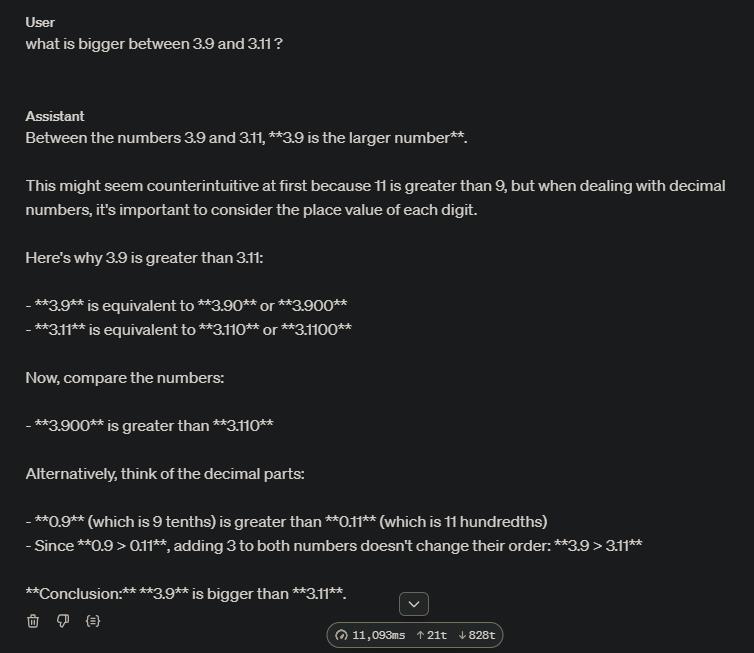 User
what is bigger between 3.9 and 3.11 ?
Assistant
Between the numbers 3.9 and 3.11, **3.9 is the larger number**.
This might seem counterintuitive at first because 11 is greater than 9, but when dealing with decimal
numbers, it's important to consider the place value of each digit.
Here's why 3.9 is greater than 3.11:
- **3.9** is equivalent to **3.90** or **3.900**
- **3.11** is equivalent to **3.110** or **3.1100**
Now, compare the numbers:
- **3.900** is greater than **3.110**
Alternatively, think of the decimal parts:
- **0.9** (which is 9 tenths) is greater than **0.11** (which is 11 hundredths)
- Since **0.9 > 0.11**, adding 3 to both numbers doesn't change their order: **3.9 > 3.11**
**Conclusion:** **3.9** is bigger than **3.11**.
11,093ms ↑21t ↓828t